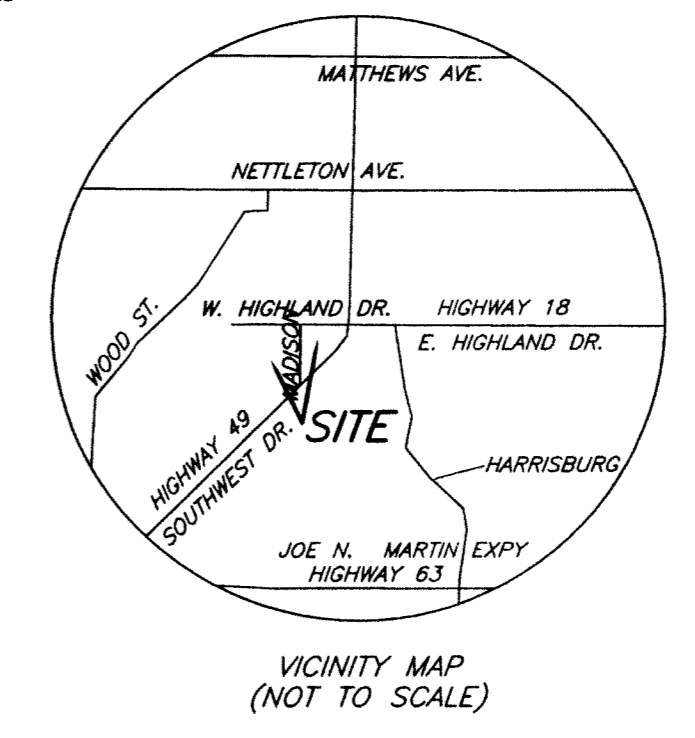 MATTHEWS AVE.
NETTLETON AVE.
WOOD ST.
W. HIGHLAND DR.
HIGHWAY 18
E. HIGHLAND DR.
MADISON
SITE
HIGHWAY 49
SOUTHWEST DR.
HARRISBURG
JOE N. MARTIN EXPY
HIGHWAY 63
VICINITY MAP
(NOT TO SCALE)